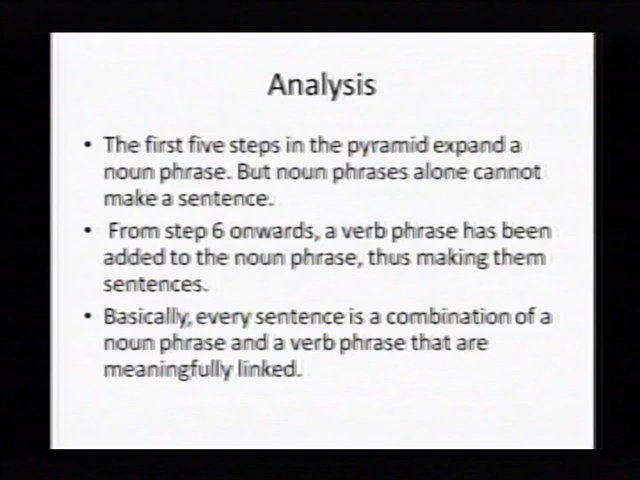 Analysis
• The first five steps in the pyramid expand a
noun phrase. But noun phrases alone cannot
make a sentence.
• From step 6 onwards, a verb phrase has been
added to the noun phrase, thus making them
sentences.
• Basically, every sentence is a combination of a
noun phrase and a verb phrase that are
meaningfully linked.